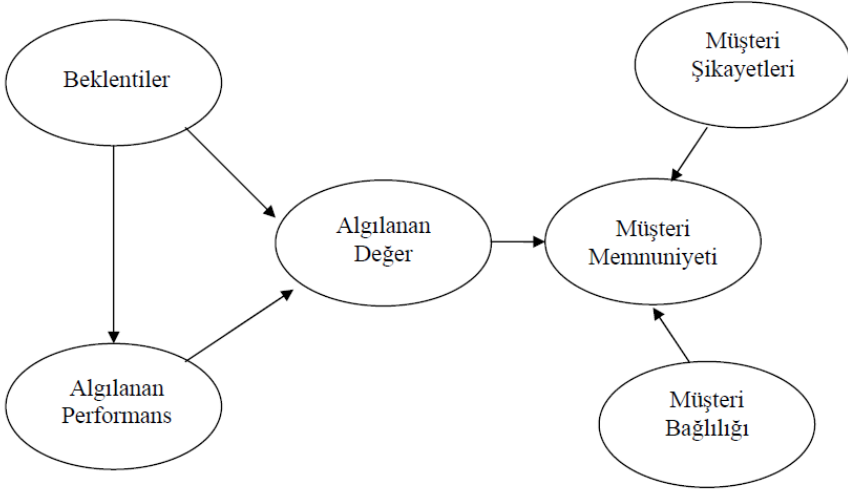 Beklentiler
Müşteri
Şikayetleri
Algılanan
Değer
Müşteri
Memnuniyeti
Algılanan
Performans
Müşteri
Bağlılığı